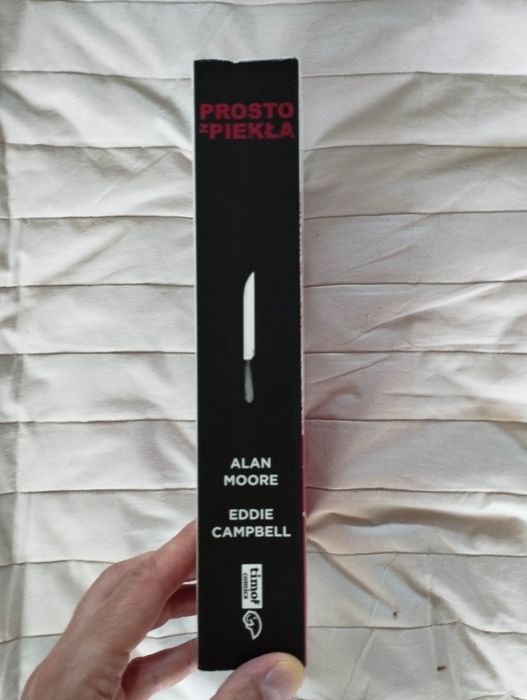 PROSTO
z PIEKŁA
ALAN
MOORE
EDDIE
CAMPBELL
timof
comics